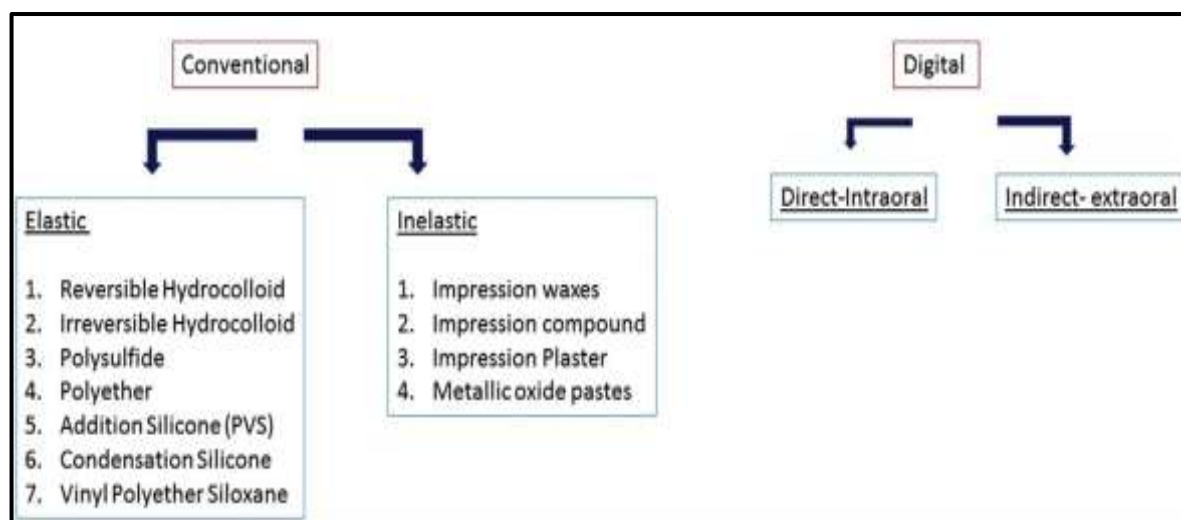 Conventional
Digital
Elastic
1. Reversible Hydrocolloid
2. Irreversible Hydrocolloid
3. Polysulfide
4. Polyether
5. Addition Silicone (PVS)
6. Condensation Silicone
7. Vinyl Polyether Siloxane
Inelastic
1. Impression waxes
2. Impression compound
3. Impression Plaster
4. Metallic oxide pastes
Direct-Intraoral
Indirect- extraoral